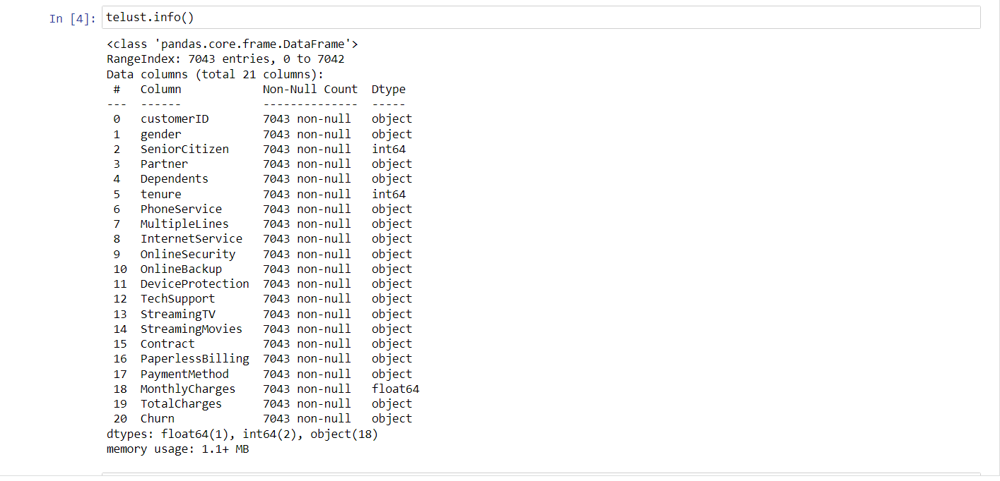 In [4]: telust.info()
<class 'pandas.core.frame.DataFrame'>
RangeIndex: 7043 entries, 0 to 7042
Data columns (total 21 columns):
 #   Column            Non-Null Count  Dtype
---  ------            --------------  -----
 0   customerID        7043 non-null   object
 1   gender            7043 non-null   object
 2   SeniorCitizen     7043 non-null   int64
 3   Partner           7043 non-null   object
 4   Dependents        7043 non-null   object
 5   tenure            7043 non-null   int64
 6   PhoneService      7043 non-null   object
 7   MultipleLines     7043 non-null   object
 8   InternetService   7043 non-null   object
 9   OnlineSecurity    7043 non-null   object
 10  OnlineBackup      7043 non-null   object
 11  DeviceProtection  7043 non-null   object
 12  TechSupport       7043 non-null   object
 13  StreamingTV       7043 non-null   object
 14  StreamingMovies   7043 non-null   object
 15  Contract          7043 non-null   object
 16  PaperlessBilling  7043 non-null   object
 17  PaymentMethod     7043 non-null   object
 18  MonthlyCharges    7043 non-null   float64
 19  TotalCharges      7043 non-null   object
 20  Churn             7043 non-null   object
dtypes: float64(1), int64(2), object(18)
memory usage: 1.1+ MB